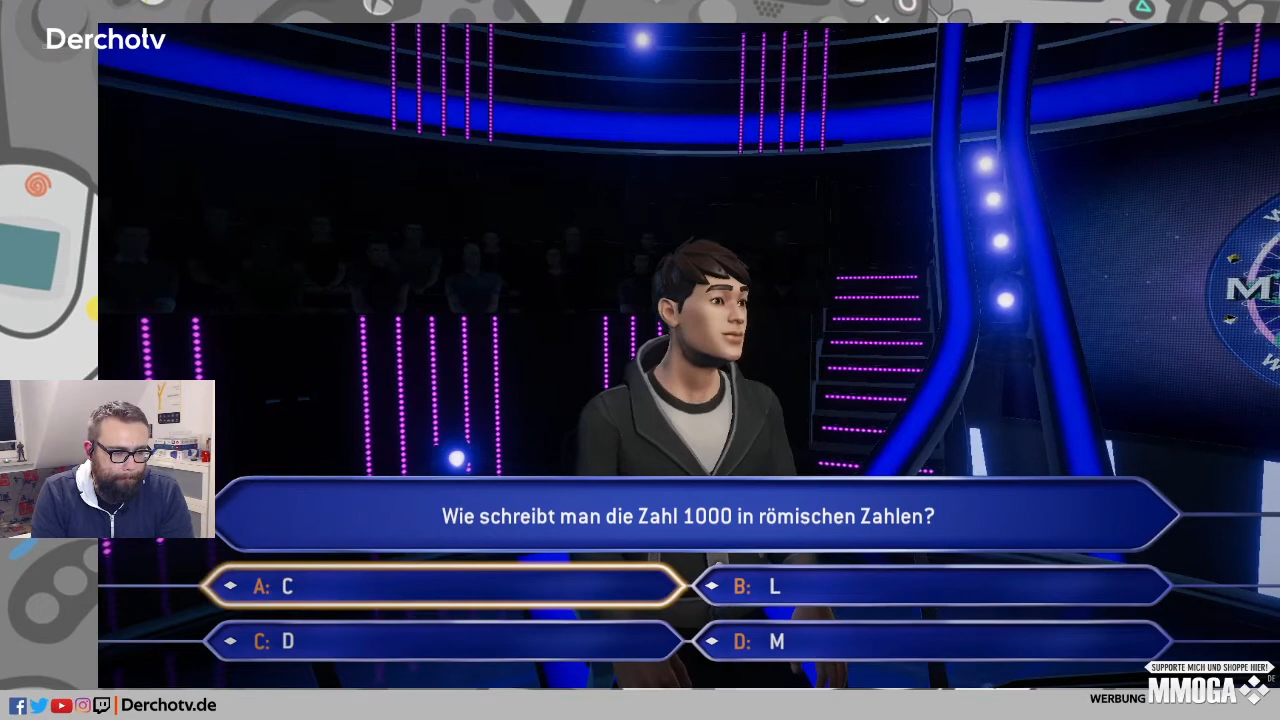 Derchotv
M
Wie schreibt man die Zahl 1000 in römischen Zahlen?
A: C
B: L
C: D
D: M
SUPPORTE MICH UND SHOPPE HIER!
WERBUNG MMOGA DE
Derchotv.de